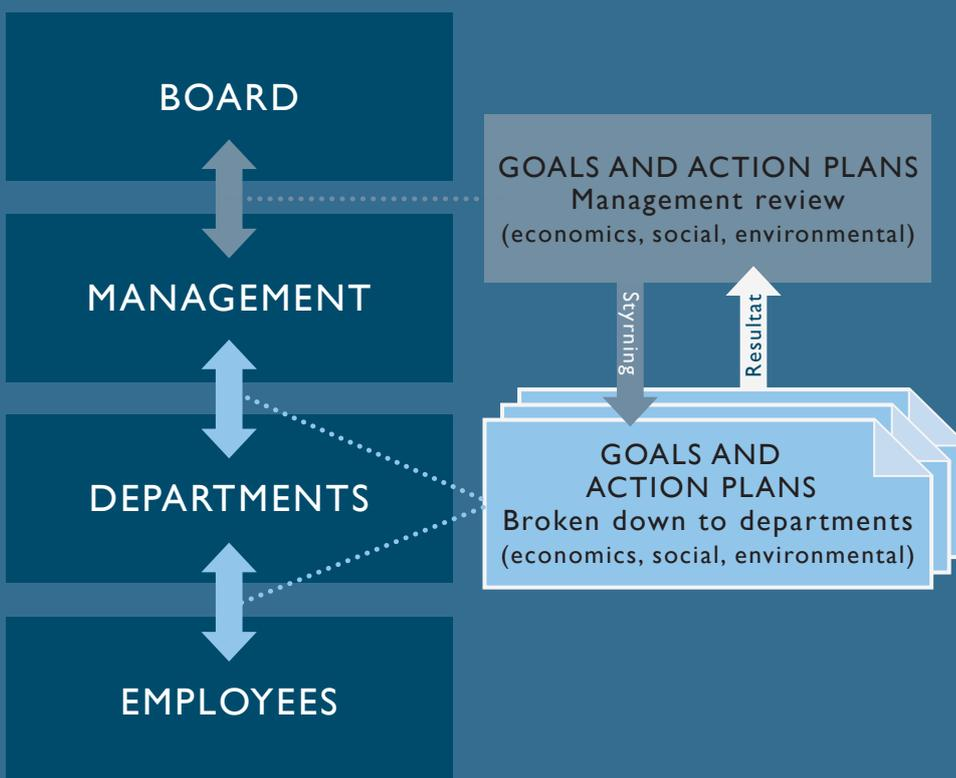 BOARD
MANAGEMENT
DEPARTMENTS
EMPLOYEES
GOALS AND ACTION PLANS
Management review
(economics, social, environmental)
Styrning
Resultat
GOALS AND
ACTION PLANS
Broken down to departments
(economics, social, environmental)